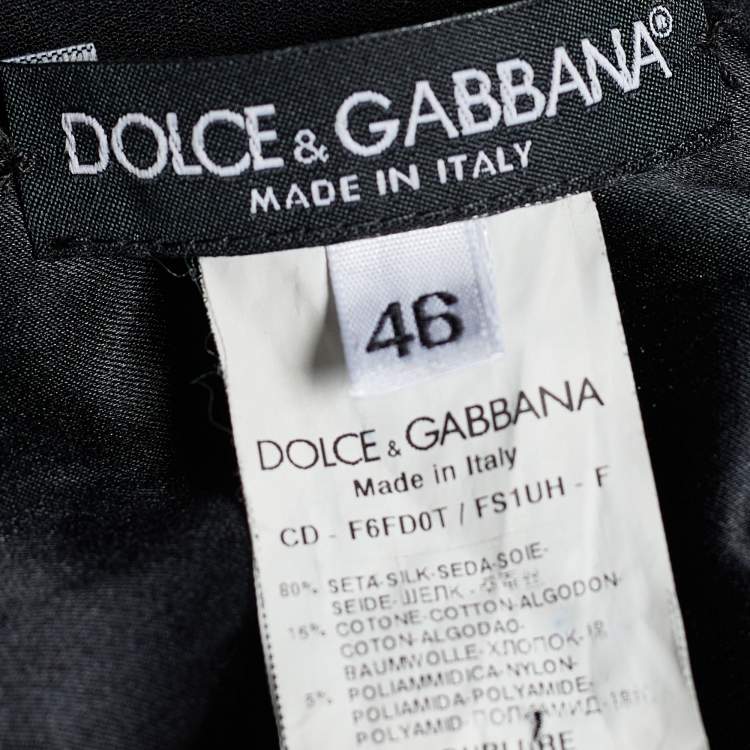 DOLCE & GABBANA®
MADE IN ITALY
46
DOLCE & GABBANA
Made in Italy
CD - F6FD0T / FS1UH - F
80% SETA-SILK-SEDA-SOIE-
SEIDE-ШЕЛК-
15% COTONE-COTTON-ALGODON-
COTON-ALGODAO-
BAUMWOLLE-ХЛОПОК-
5% POLIAMMIDICA-NYLON-
POLIAMIDA-POLYAMIDE-
POLYAMID-ПОЛИАМИД-